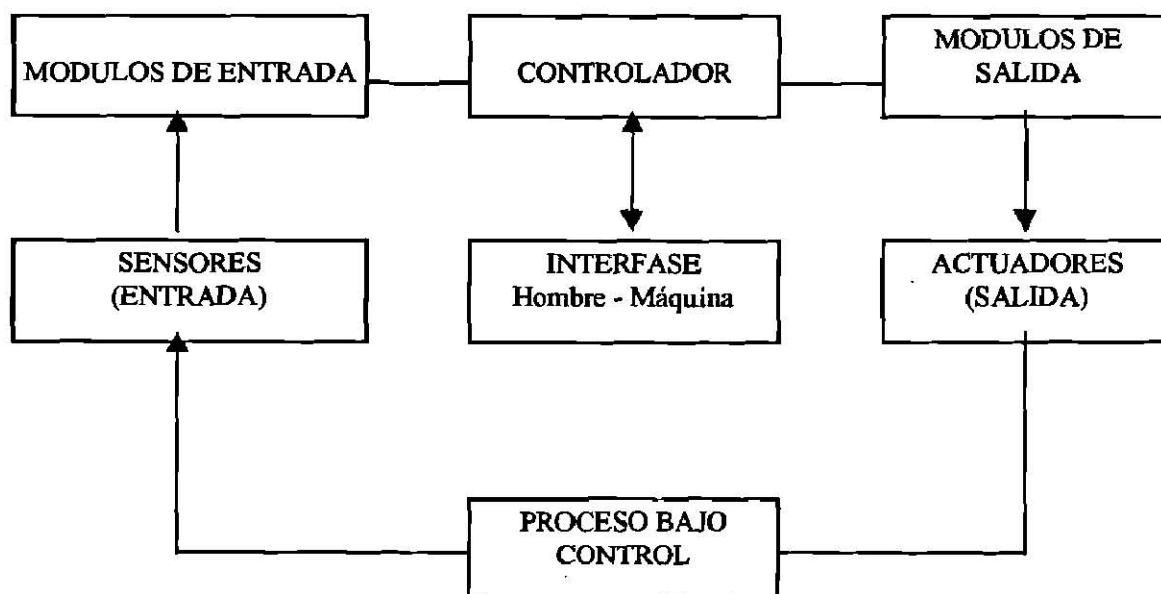 MODULOS DE ENTRADA
CONTROLADOR
MODULOS DE
SALIDA
SENSORES
(ENTRADA)
INTERFASE
Hombre - Máquina
ACTUADORES
(SALIDA)
PROCESO BAJO
CONTROL